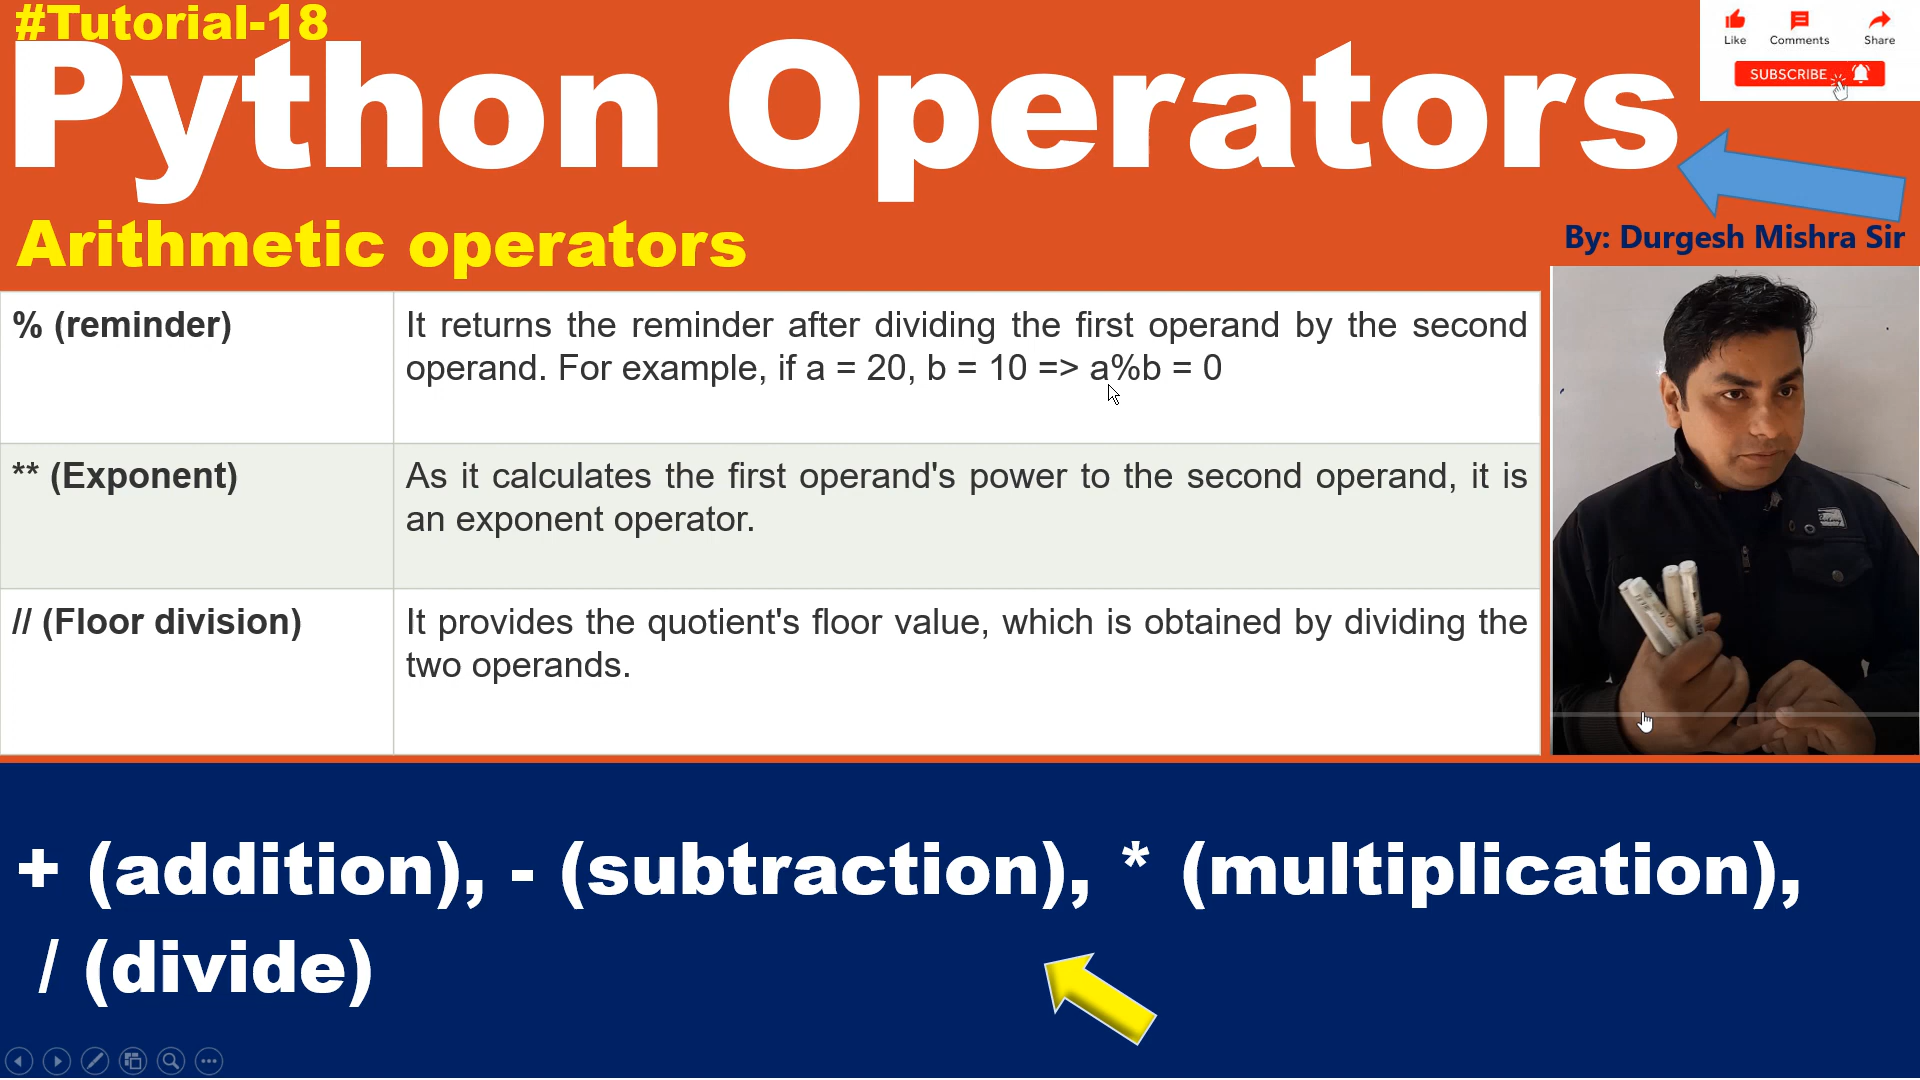 #Tutorial-18
Python Operators
Like Comments Share
SUBSCRIBE
Arithmetic operators
By: Durgesh Mishra Sir
% (reminder)
It returns the reminder after dividing the first operand by the second
operand. For example, if a = 20, b = 10 => a%b = 0
** (Exponent)
As it calculates the first operand's power to the second operand, it is
an exponent operator.
// (Floor division)
It provides the quotient's floor value, which is obtained by dividing the
two operands.
+ (addition), - (subtraction), * (multiplication),
/ (divide)